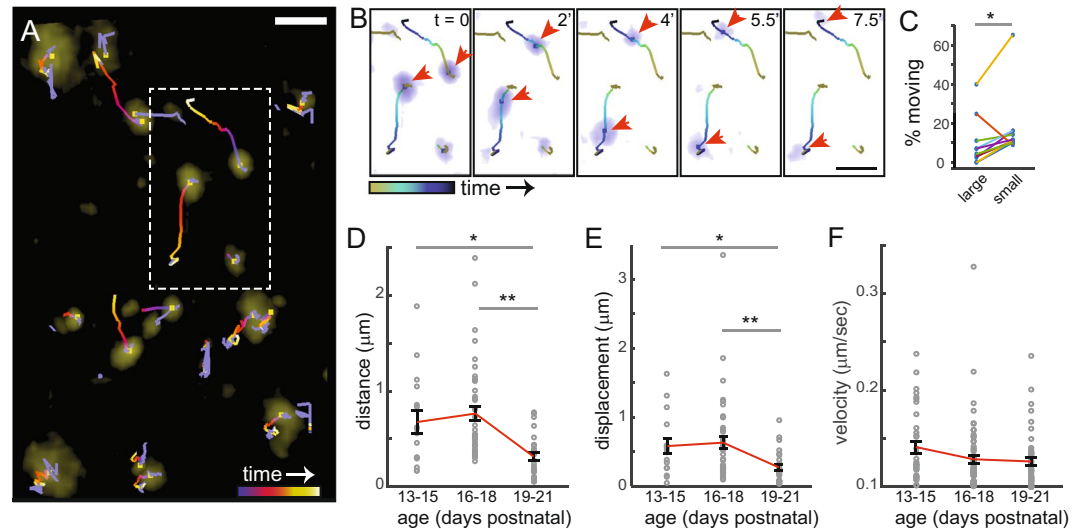 A
time
B
t = 0
2'
4'
5.5'
7.5'
time
C
*
% moving
60
40
20
10
0
large
small
D
*
**
distance (µm)
2
1
0
13-15
16-18
19-21
age (days postnatal)
E
*
**
displacement (µm)
3
2
1
0
13-15
16-18
19-21
age (days postnatal)
F
velocity (µm/sec)
0.3
0.2
0.1
13-15
16-18
19-21
age (days postnatal)